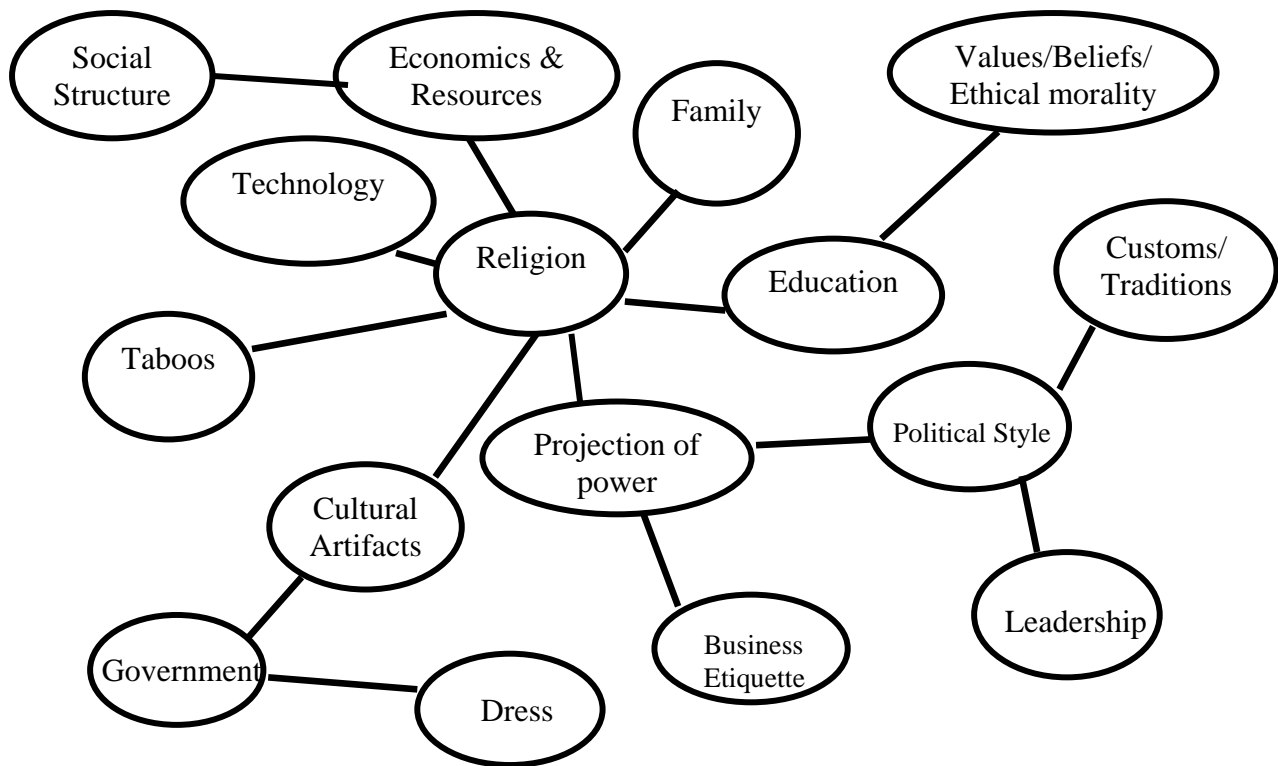 Social
Structure
Economics &
Resources
Values/Beliefs/
Ethical morality
Family
Technology
Religion
Education
Customs/
Traditions
Taboos
Projection of
power
Political Style
Cultural
Artifacts
Leadership
Business
Etiquette
Government
Dress